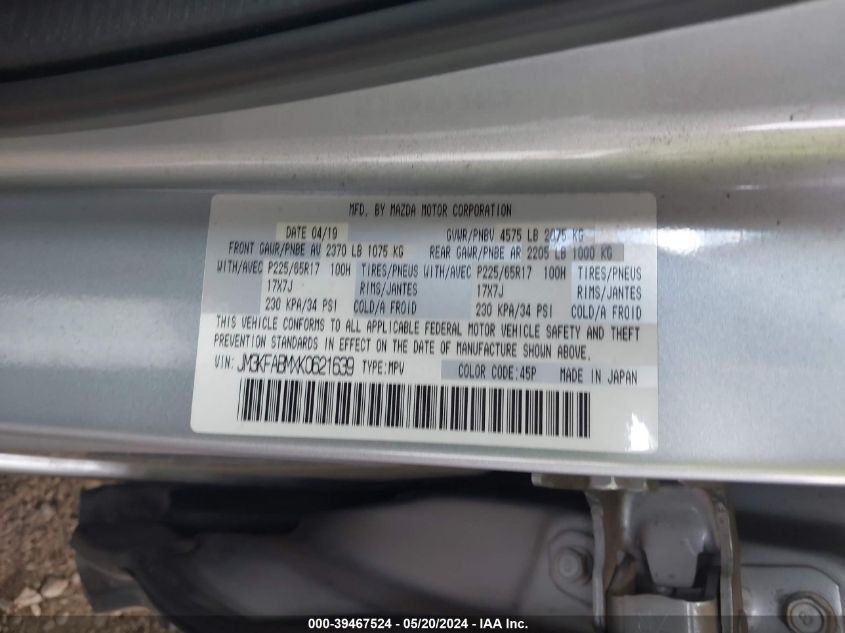 MFD. BY MAZDA MOTOR CORPORATION
DATE 04/19 GVWR/PNBV 4575 LB 2075 KG
FRONT GAWR/PNBE AV 2370 LB 1075 KG REAR GAWR/PNBE AR 2205 LB 1000 KG
WITH/AVEC P225/65R17 100H TIRES/PNEUS WITH/AVEC P225/65R17 100H TIRES/PNEUS
17X7J RIMS/JANTES 17X7J RIMS/JANTES
230 KPA/34 PSI COLD/A FROID 230 KPA/34 PSI COLD/A FROID
THIS VEHICLE CONFORMS TO ALL APPLICABLE FEDERAL MOTOR VEHICLE SAFETY AND THEFT
PREVENTION STANDARDS IN EFFECT ON THE DATE OF MANUFACTURE SHOWN ABOVE.
VIN: JM3KFABMXK0621639 TYPE:MPV COLOR CODE:45P MADE IN JAPAN
000-39467524 - 05/20/2024 - IAA Inc.